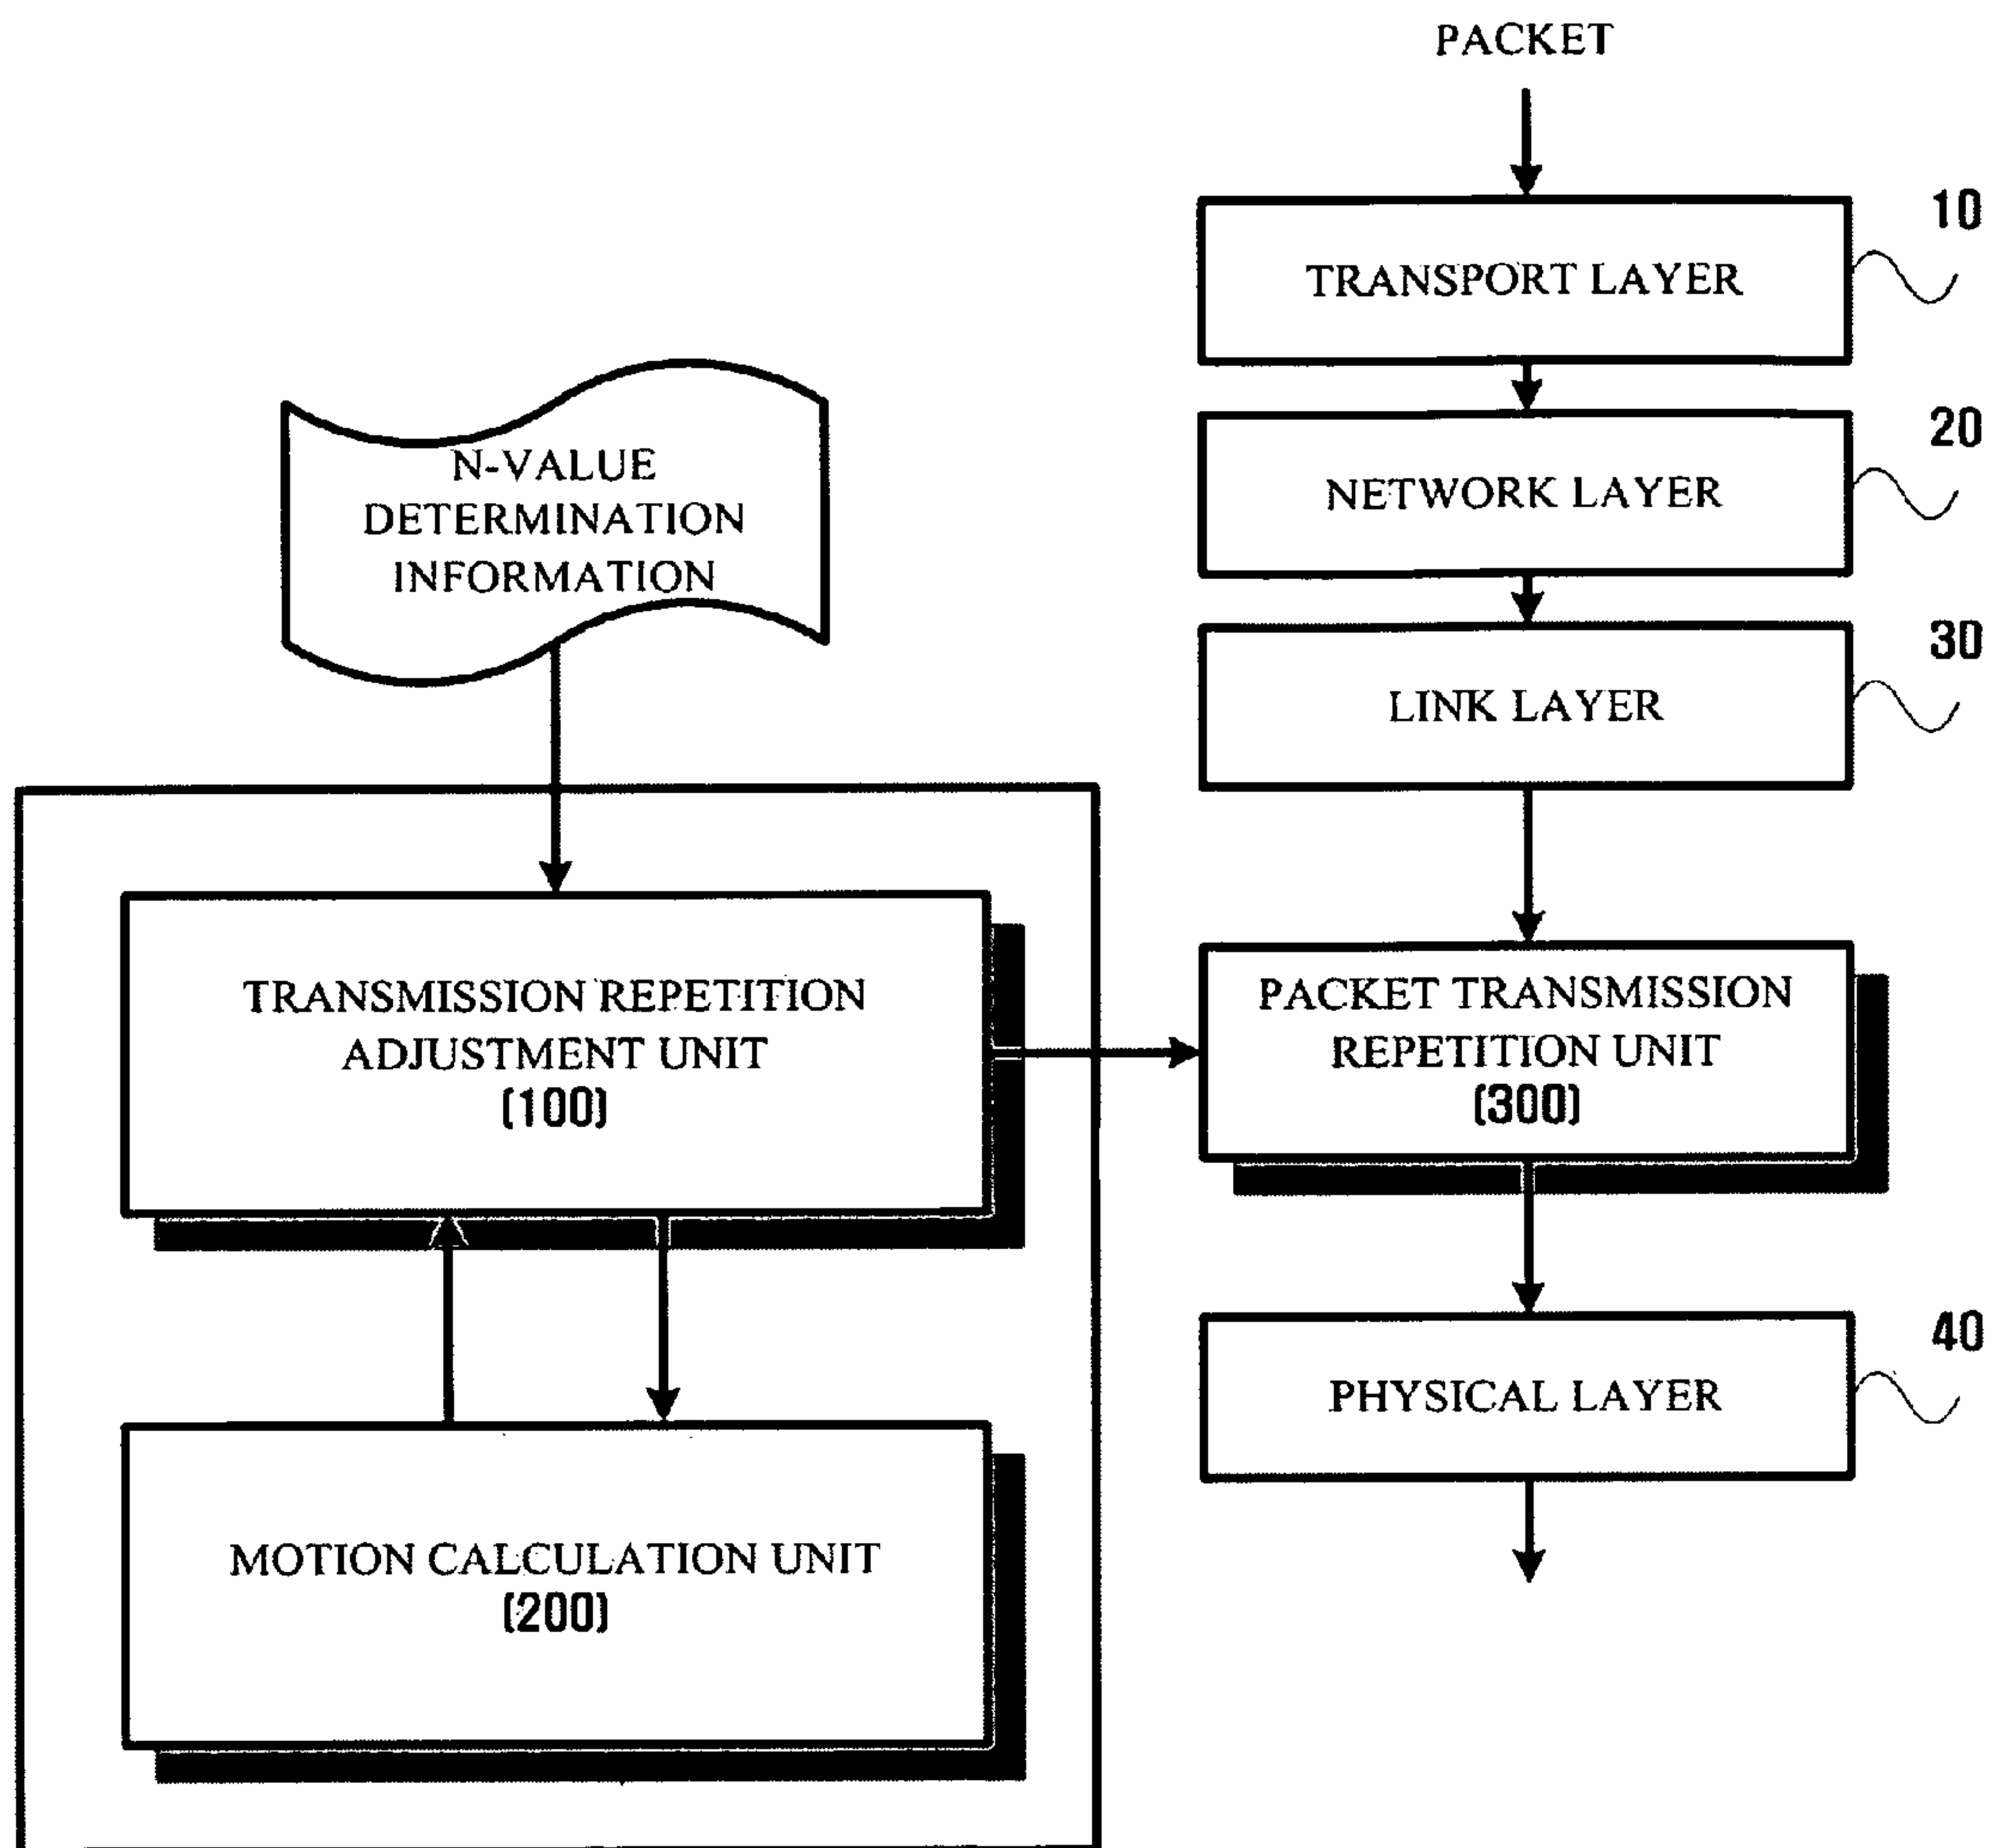 PACKET
10
TRANSPORT LAYER
20
NETWORK LAYER
30
LINK LAYER
N-VALUE
DETERMINATION
INFORMATION
TRANSMISSION REPETITION
ADJUSTMENT UNIT
(100)
PACKET TRANSMISSION
REPETITION UNIT
(300)
40
PHYSICAL LAYER
MOTION CALCULATION UNIT
(200)